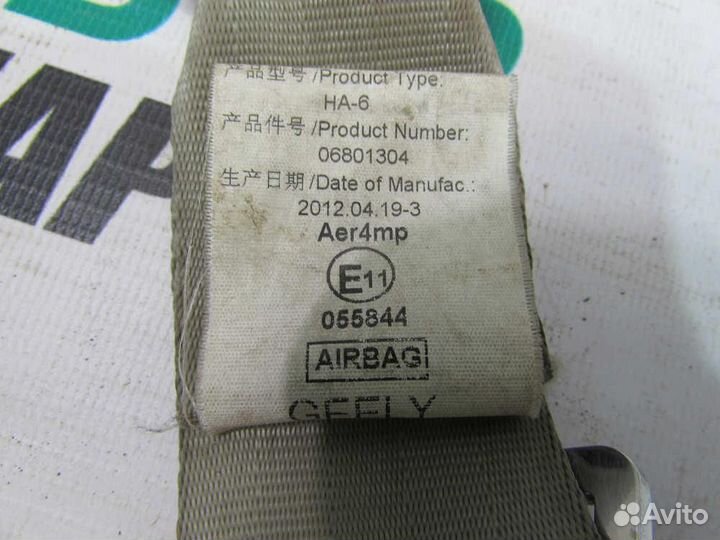 产品型号/Product Type:
HA-6
产品件号/Product Number:
06801304
生产日期/Date of Manufac.:
2012.04.19-3
Aer4mp
E11
055844
AIRBAG
GEELY
Avito